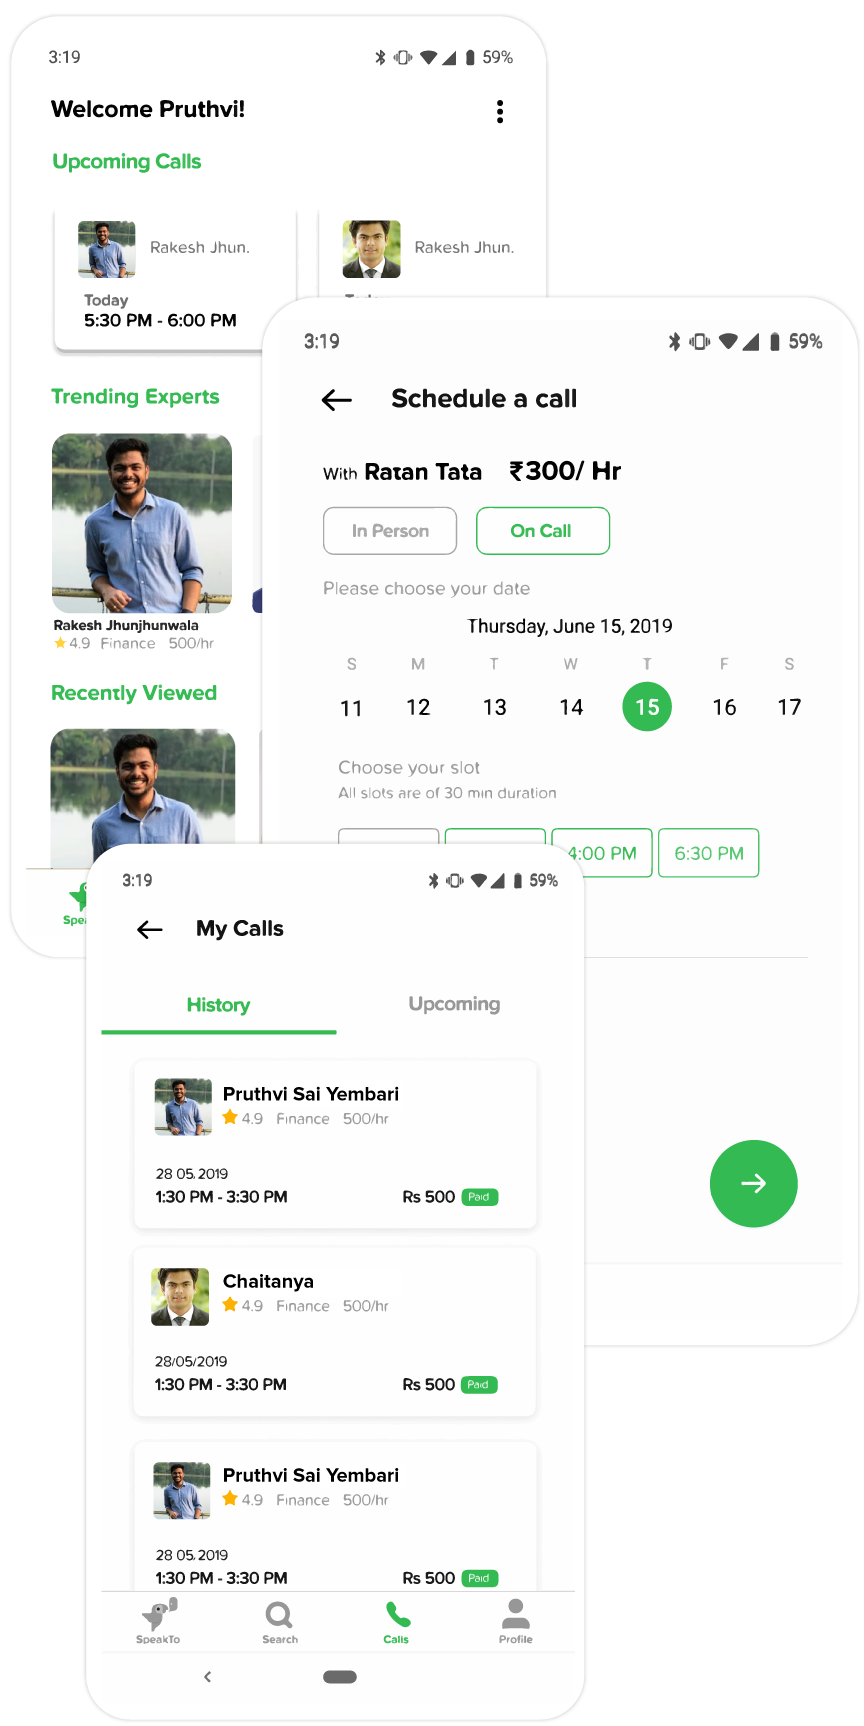 3:19
59%
Welcome Pruthvi!
Upcoming Calls
Rakesh Jhun.
Rakesh Jhun.
Today
5:30 PM - 6:00 PM
Trending Experts
Rakesh Jhunjhunwala
4.9 Finance 500/hr
Recently Viewed
3:19
59%
Schedule a call
With Ratan Tata ₹300/ Hr
In Person
On Call
Please choose your date
Thursday, June 15, 2019
S M T W T F S
11 12 13 14 15 16 17
Choose your slot
All slots are of 30 min duration
4:00 PM
6:30 PM
3:19
59%
My Calls
History
Upcoming
Pruthvi Sai Yembari
4.9 Finance 500/hr
28 05.2019
1:30 PM - 3:30 PM
Rs 500 Paid
Chaitanya
4.9 Finance 500/hr
28/05/2019
1:30 PM - 3:30 PM
Rs 500 Paid
Pruthvi Sai Yembari
4.9 Finance 500/hr
28 05.2019
1:30 PM - 3:30 PM
Rs 500 Paid
SpeakTo
Search
Calls
Profile